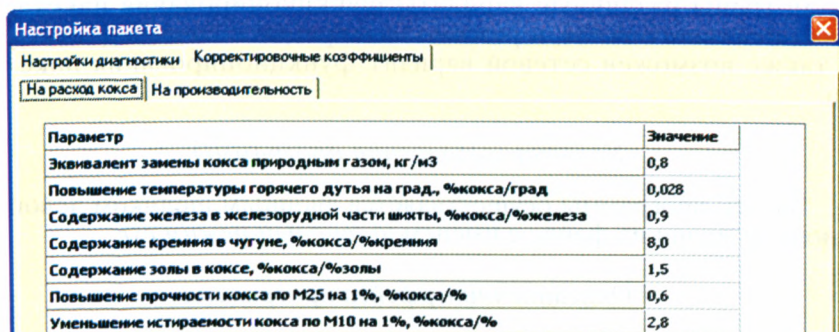 Настройка пакета
Настройки диагностики Корректировочные коэффициенты
На расход кокса На производительность
Параметр Значение
Эквивалент замены кокса природным газом, кг/м3 0,8
Повышение температуры горячего дутья на град., %кокса/град 0,028
Содержание железа в железорудной части шихты, %кокса/%железа 0,9
Содержание кремния в чугуне, %кокса/%кремния 8,0
Содержание золы в коксе, %кокса/%золы 1,5
Повышение прочности кокса по М25 на 1%, %кокса/% 0,6
Уменьшение истираемости кокса по М10 на 1%, %кокса/% 2,8